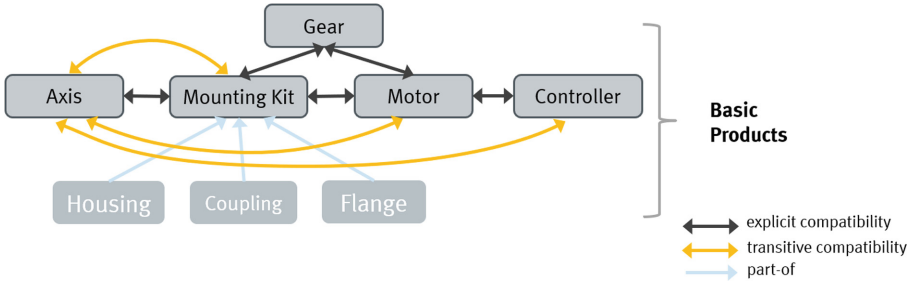 Gear
Axis
Mounting Kit
Motor
Controller
Basic
Products
Housing
Coupling
Flange
explicit compatibility
transitive compatibility
part-of